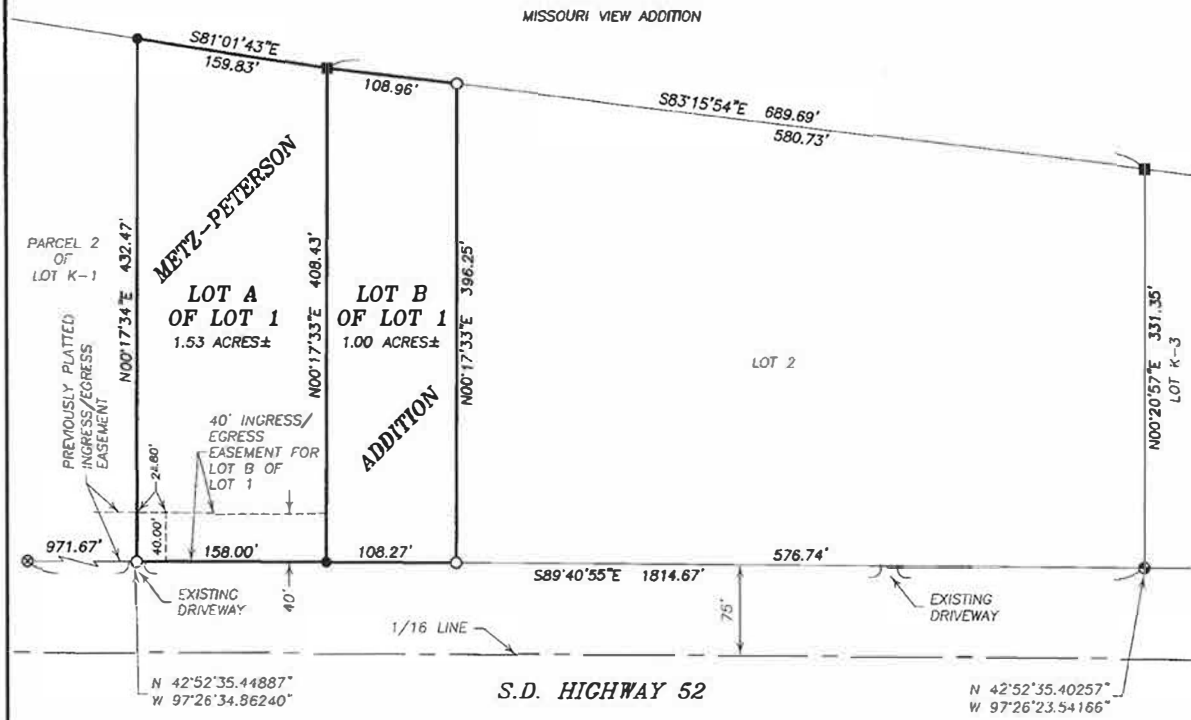 MISSOURI VIEW ADDITION
S81°01'43"E
159.83'
108.96'
S83°15'54"E 689.69'
580.73'
METZ-PETERSON
ADDITION
PARCEL 2
OF
LOT K-1
N00°17'34"E 432.47'
LOT A
OF LOT 1
1.53 ACRES±
N00°17'33"E 408.43'
LOT B
OF LOT 1
1.00 ACRES±
N00°17'33"E 396.25'
LOT 2
N00°20'57"E 331.35'
LOT K-3
PREVIOUSLY PLATTED
INGRESS/EGRESS
EASEMENT
40' INGRESS/
EGRESS
EASEMENT FOR
LOT B OF
LOT 1
40.00'
971.67'
158.00'
108.27'
576.74'
S89°40'55"E 1814.67'
EXISTING
DRIVEWAY
40'
75'
EXISTING
DRIVEWAY
1/16 LINE
N 42°52'35.44887"
W 97°26'34.86240"
S.D. HIGHWAY 52
N 42°52'35.40257"
W 97°26'23.54166"